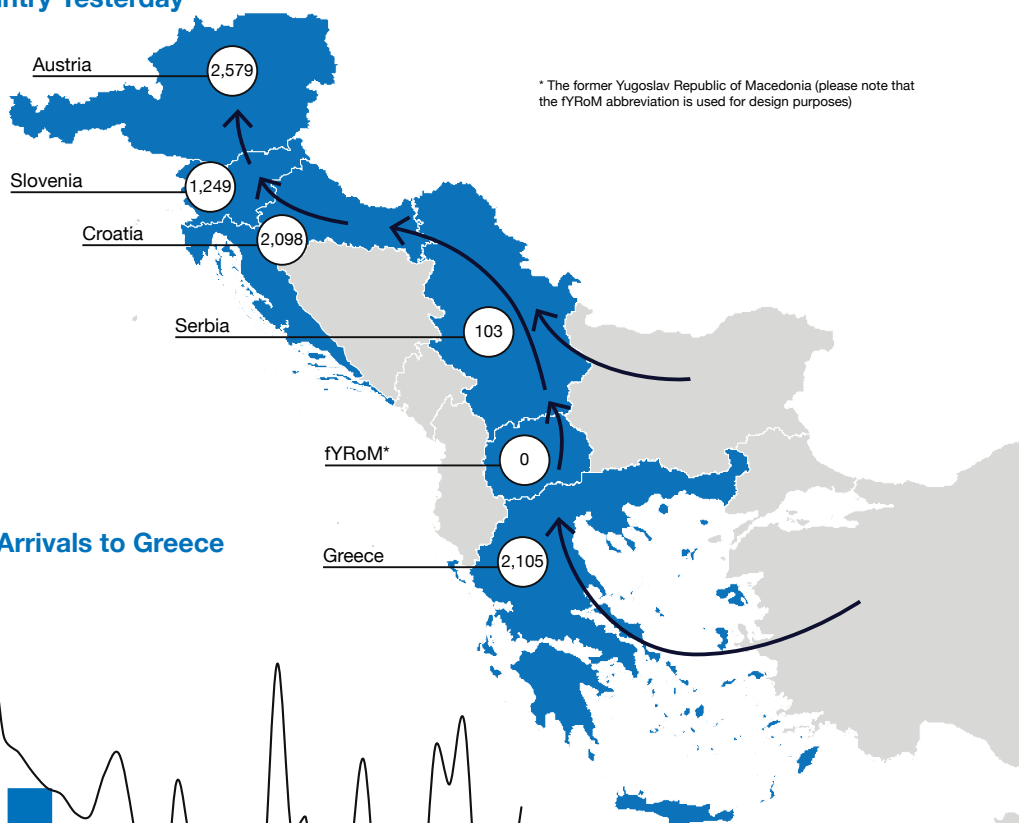 Yesterday
Austria
2,579
* The former Yugoslav Republic of Macedonia (please note that
the fYRoM abbreviation is used for design purposes)
Slovenia
1,249
Croatia
2,098
Serbia
103
fYRoM*
0
Arrivals to Greece
Greece
2,105